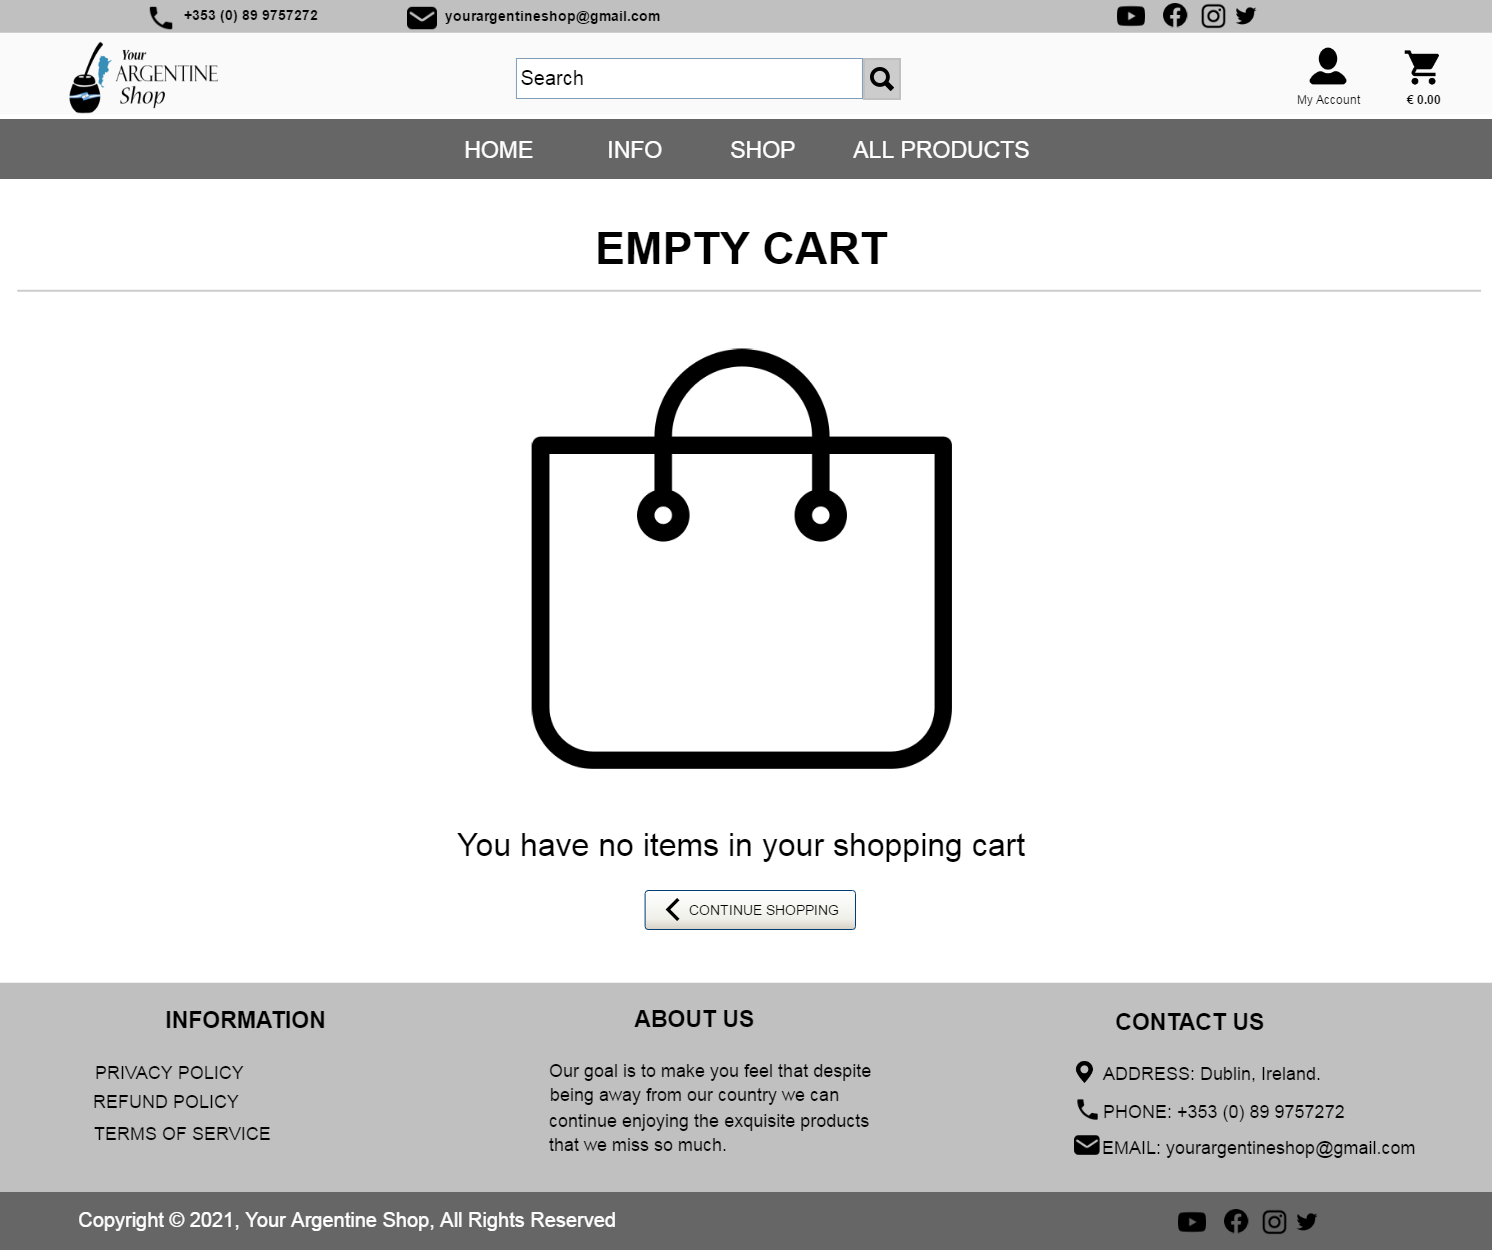 +353 (0) 89 9757272
yourargentineshop@gmail.com
Your
ARGENTINE
Shop
Search
My Account
€ 0.00
HOME
INFO
SHOP
ALL PRODUCTS
EMPTY CART
You have no items in your shopping cart
CONTINUE SHOPPING
INFORMATION
PRIVACY POLICY
REFUND POLICY
TERMS OF SERVICE
ABOUT US
Our goal is to make you feel that despite
being away from our country we can
continue enjoying the exquisite products
that we miss so much.
CONTACT US
ADDRESS: Dublin, Ireland.
PHONE: +353 (0) 89 9757272
EMAIL: yourargentineshop@gmail.com
Copyright © 2021, Your Argentine Shop, All Rights Reserved